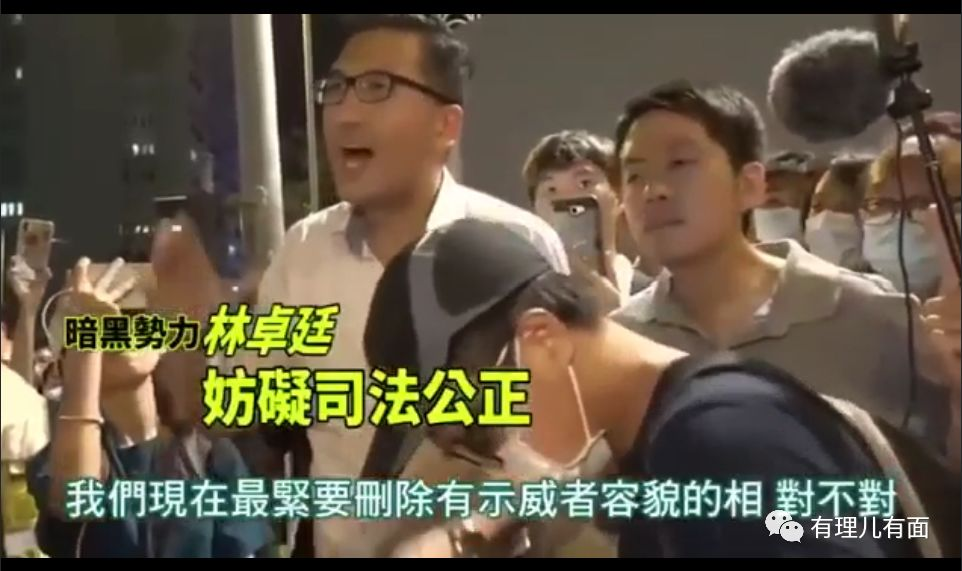 暗黑勢力林卓廷
妨礙司法公正
我們現在最緊要刪除有示威者容貌的相 對不對
有理儿有面